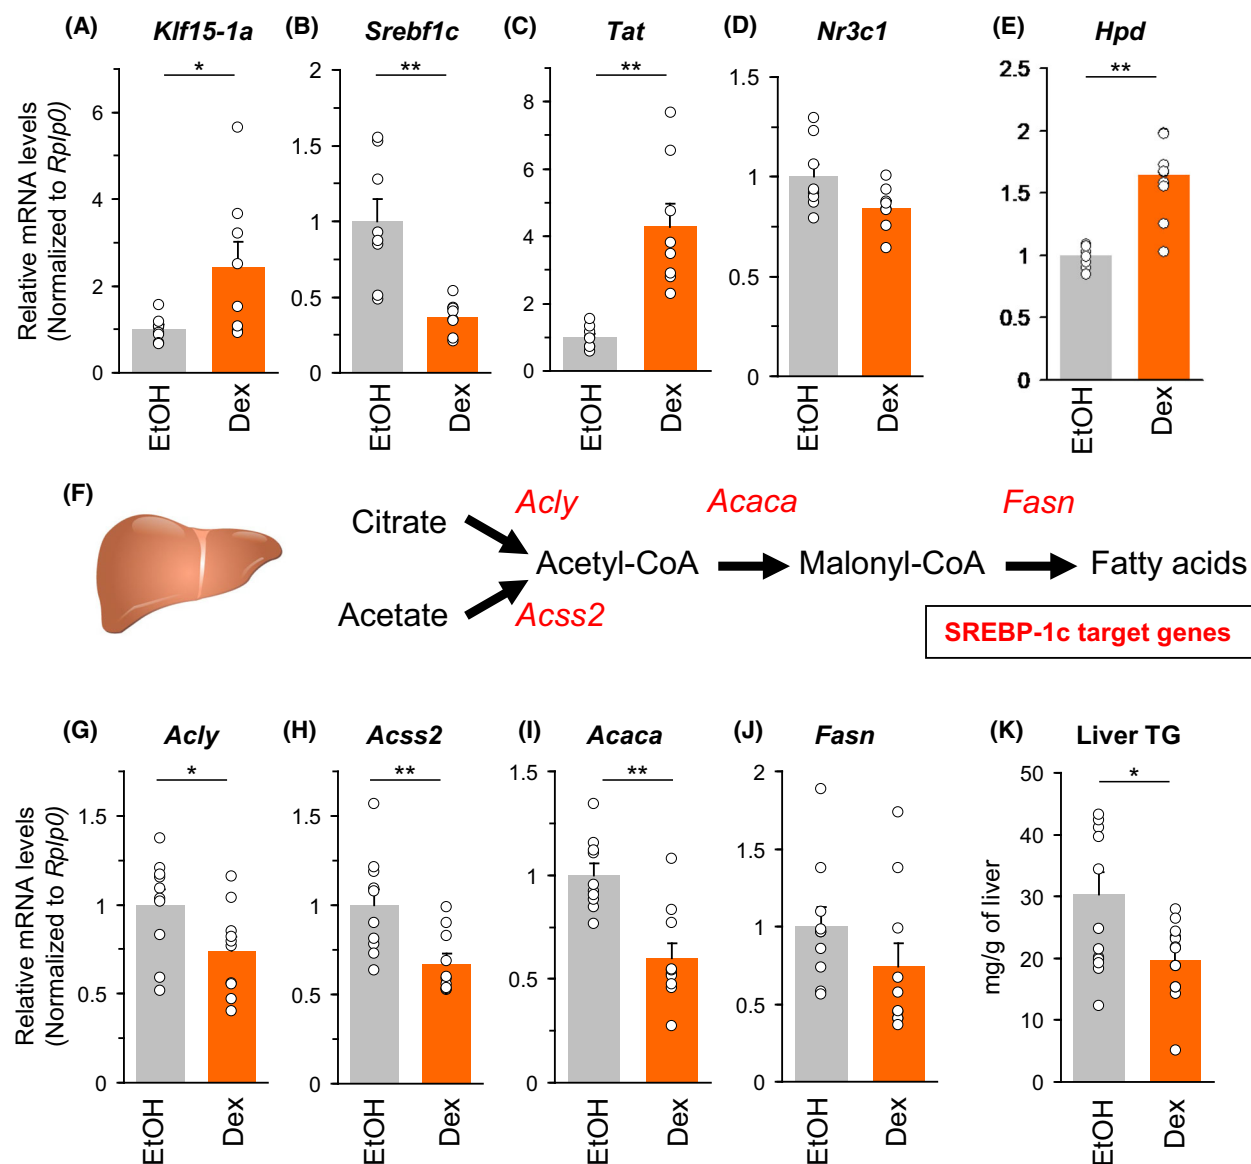 (A) Klf15-1a
(B) Srebf1c
(C) Tat
(D) Nr3c1
(E) Hpd
Relative mRNA levels
(Normalized to Rplp0)
*
6
4
2
0
EtOH
Dex
**
2
1.5
1
0.5
0
EtOH
Dex
**
8
6
4
2
0
EtOH
Dex
1.5
1
0.5
0
EtOH
Dex
**
2.5
2
1.5
1
0.5
0
EtOH
Dex
(F)
Citrate
Acetate
Acly
Acss2
Acetyl-CoA
Acaca
Malonyl-CoA
Fasn
Fatty acids
SREBP-1c target genes
(G) Acly
(H) Acss2
(I) Acaca
(J) Fasn
(K) Liver TG
Relative mRNA levels
(Normalized to Rplp0)
*
1.5
1
0.5
0
EtOH
Dex
**
1.5
1
0.5
0
EtOH
Dex
**
1.5
1
0.5
0
EtOH
Dex
2
1.5
1
0.5
0
EtOH
Dex
mg/g of liver
*
50
40
30
20
10
0
EtOH
Dex